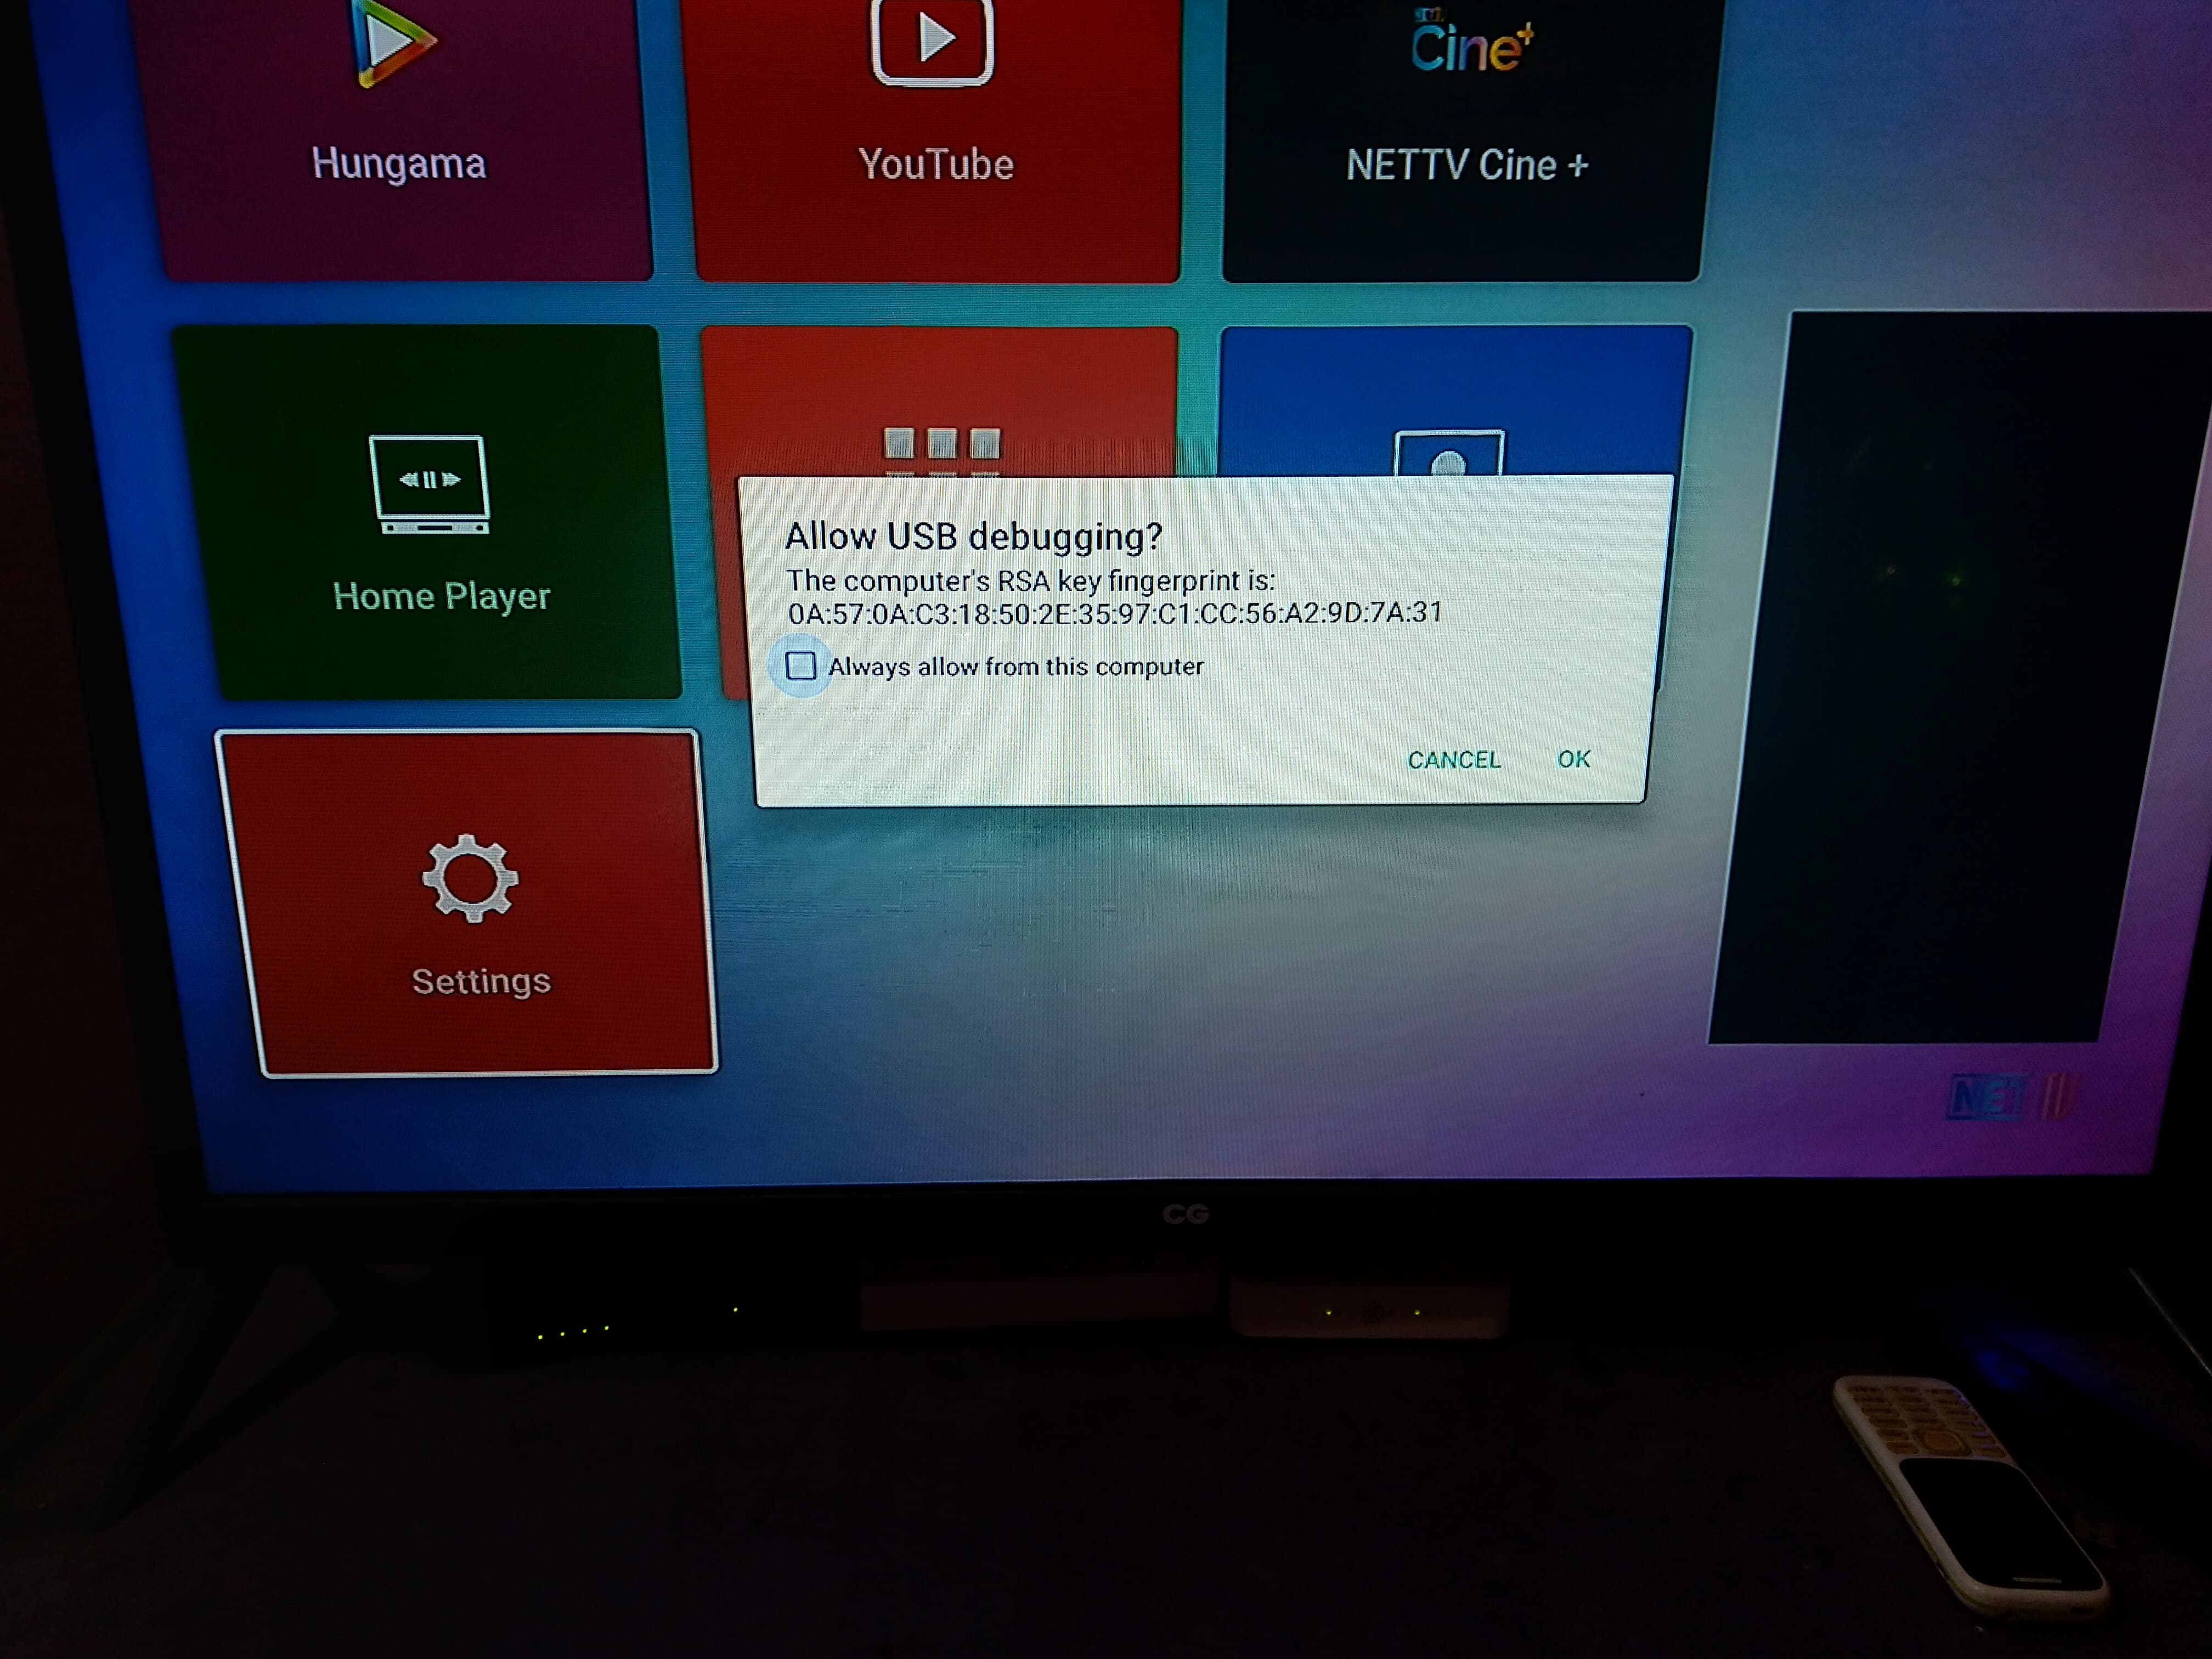 Cine+
Hungama
YouTube
NETTV Cine +
Home Player
Allow USB debugging?
The computer's RSA key fingerprint is:
0A:57:0A:C3:18:50:2E:35:97:C1:CC:56:A2:9D:7A:31
Always allow from this computer
CANCEL
OK
Settings
NET
CG